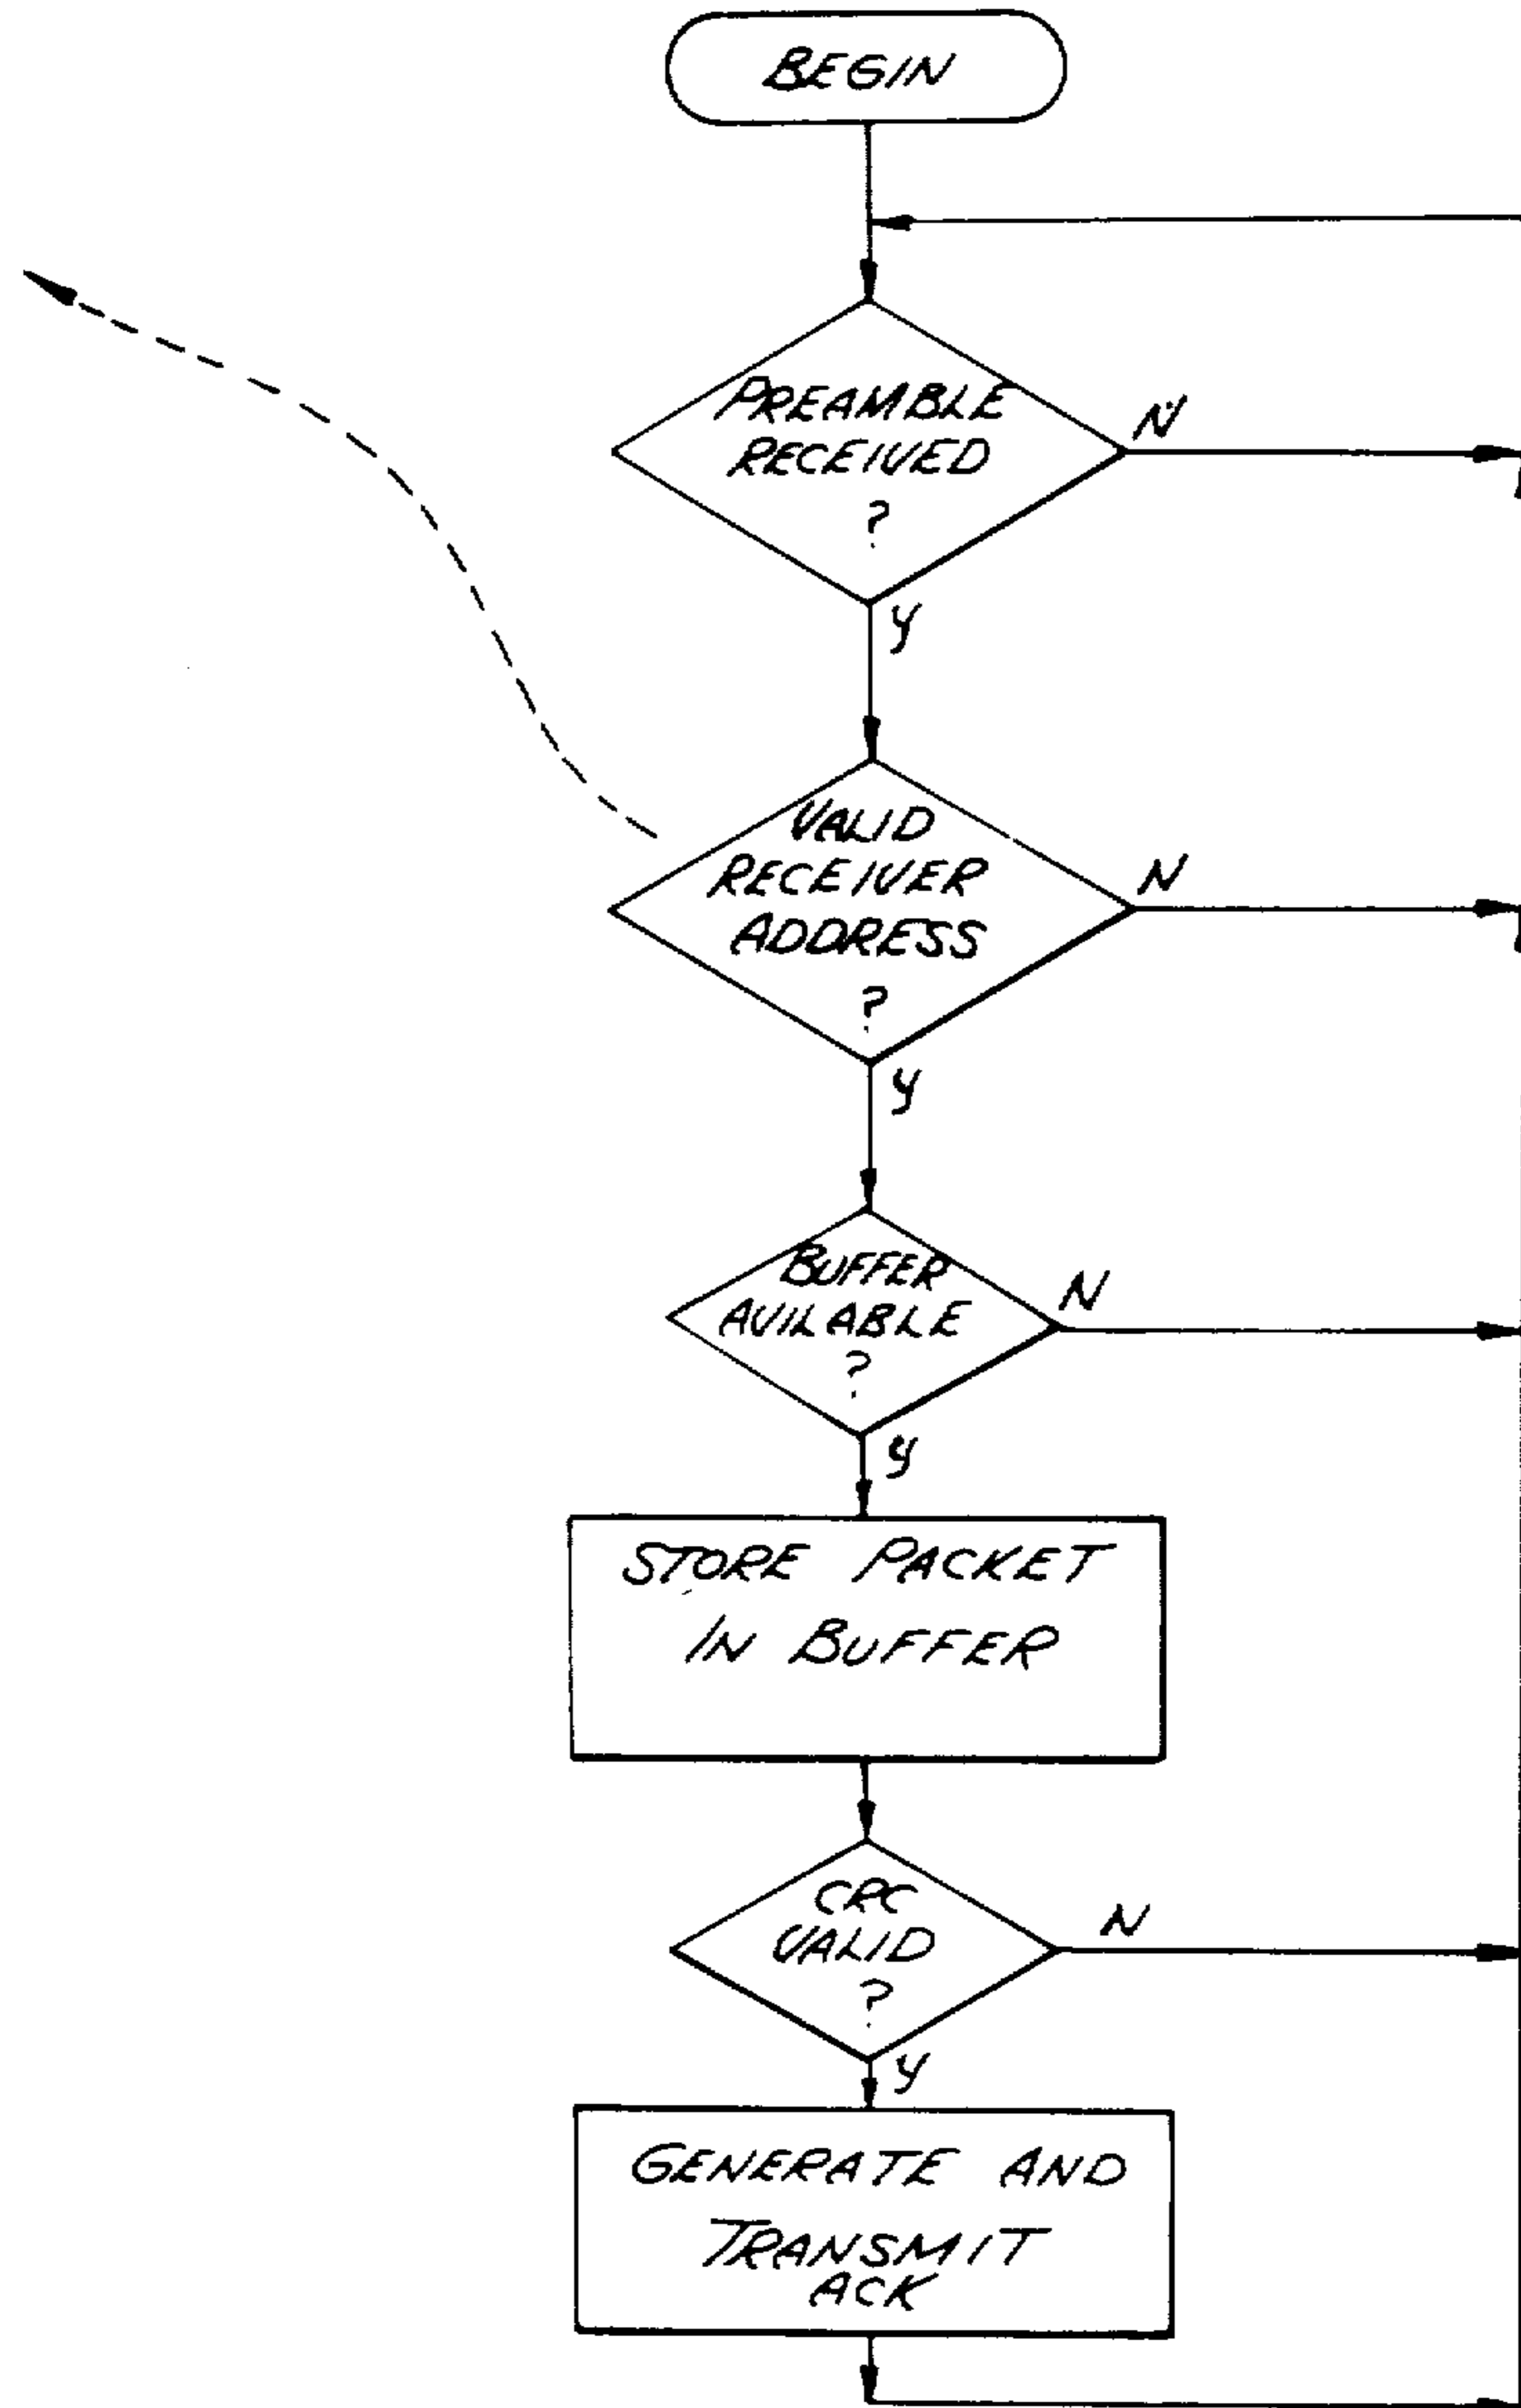 BEGIN
PREAMBLE
RECEIVED
?
N
Y
VALID
RECEIVER
ADDRESS
?
N
Y
BUFFER
AVILABLE
?
N
Y
STORE PACKET
IN BUFFER
CRC
VALID
?
N
Y
GENERATE AND
TRANSMIT
ACK